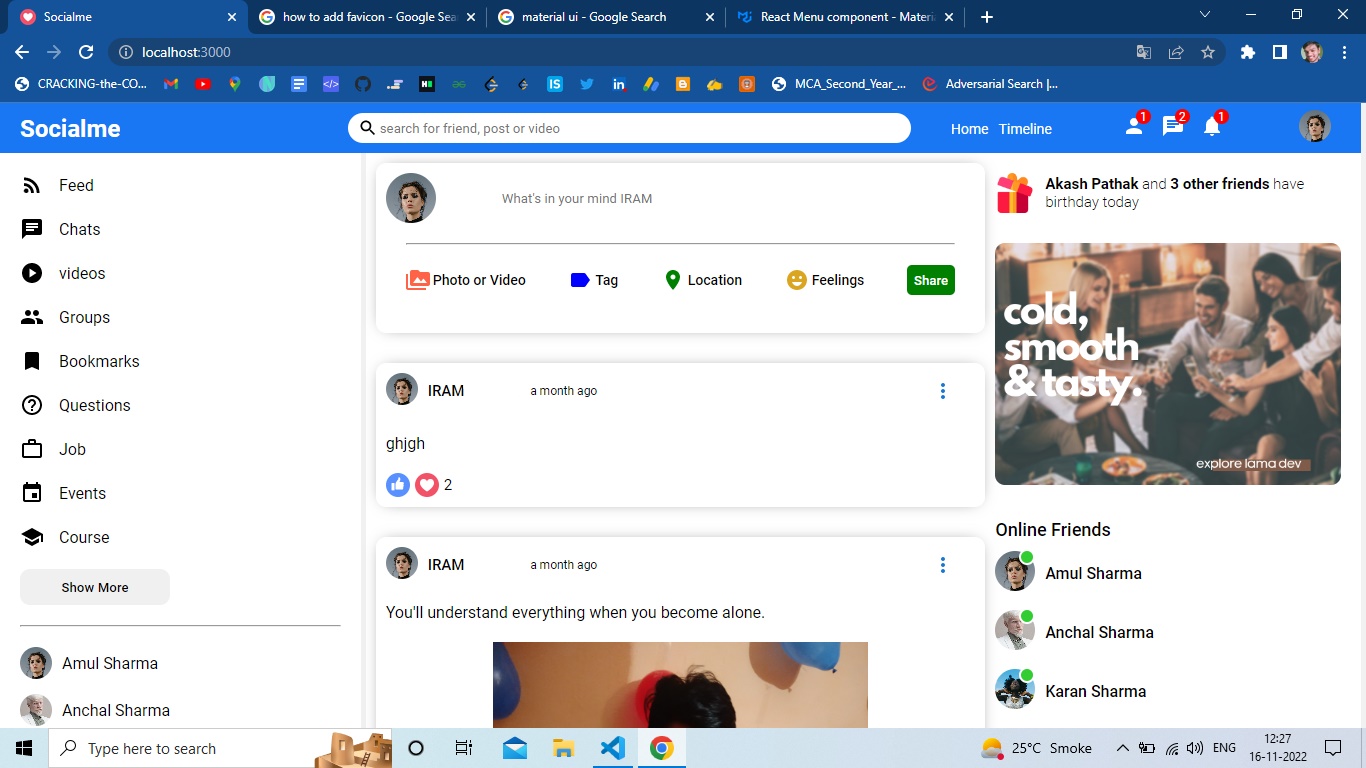 Socialme
how to add favicon - Google Sea
material ui - Google Search
React Menu component - Materia
localhost:3000
CRACKING-the-CO...
MCA_Second_Year_...
Adversarial Search |...
Socialme
search for friend, post or video
Home Timeline
1
2
1
Feed
Chats
videos
Groups
Bookmarks
Questions
Job
Events
Course
Show More
Amul Sharma
Anchal Sharma
What's in your mind IRAM
Photo or Video
Tag
Location
Feelings
Share
IRAM
a month ago
ghjgh
2
IRAM
a month ago
You'll understand everything when you become alone.
Akash Pathak and 3 other friends have
birthday today
cold,
smooth
& tasty.
explore lama dev
Online Friends
Amul Sharma
Anchal Sharma
Karan Sharma
Type here to search
25°C Smoke
ENG
12:27
16-11-2022